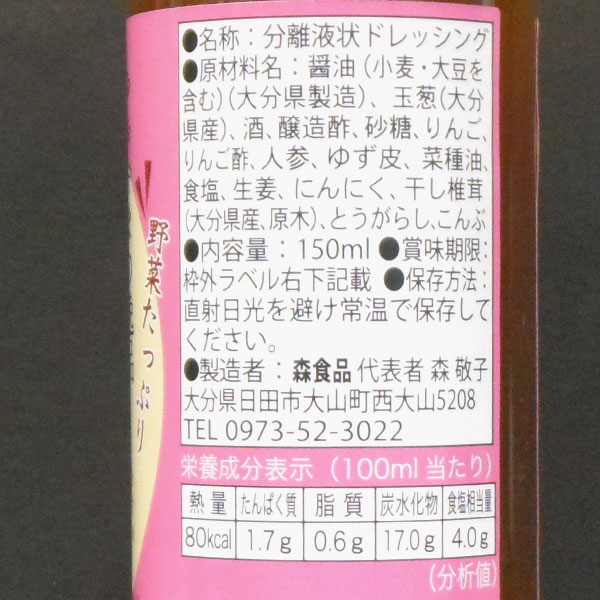 ●名称：分離液状ドレッシング
●原材料名：醤油（小麦・大豆を
含む）（大分県製造）、玉葱（大分
県産）、酒、醸造酢、砂糖、りんご、
りんご酢、人参、ゆず皮、菜種油、
食塩、生姜、にんにく、干し椎茸
（大分県産、原木）、とうがらし、こんぶ
●内容量：150ml ●賞味期限：
枠外ラベル右下記載 ●保存方法：
直射日光を避け常温で保存して
ください。
●製造者：森食品 代表者 森 敬子
大分県日田市大山町西大山5208
TEL 0973-52-3022
栄養成分表示（100ml当たり）
熱量 たんぱく質 脂質 炭水化物 食塩相当量
80kcal 1.7g 0.6g 17.0g 4.0g
（分析値）
野菜たっぷり